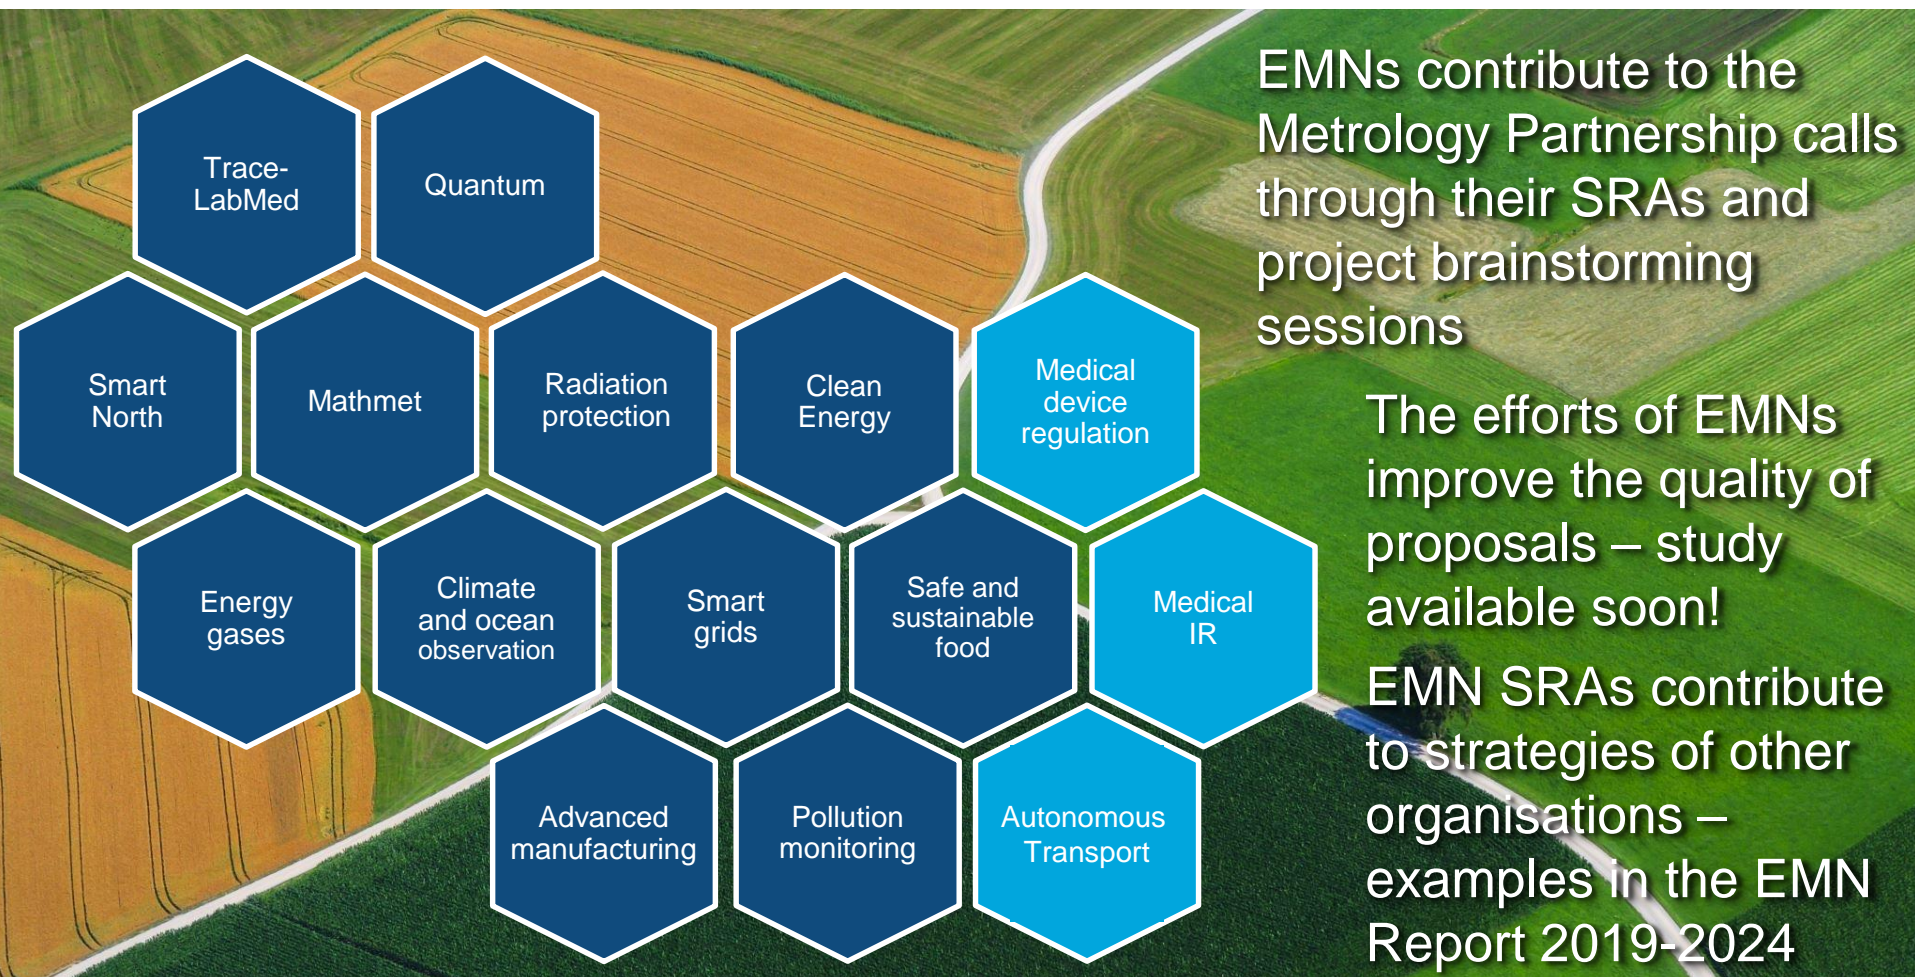 Trace-
LabMed
Quantum
Smart
North
Mathmet
Radiation
protection
Clean
Energy
Medical
device
regulation
Energy
gases
Climate
and ocean
observation
Smart
grids
Safe and
sustainable
food
Medical
IR
Advanced
manufacturing
Pollution
monitoring
Autonomous
Transport
EMNs contribute to the
Metrology Partnership calls
through their SRAs and
project brainstorming
sessions
The efforts of EMNs
improve the quality of
proposals – study
available soon!
EMN SRAs contribute
to strategies of other
organisations –
examples in the EMN
Report 2019-2024